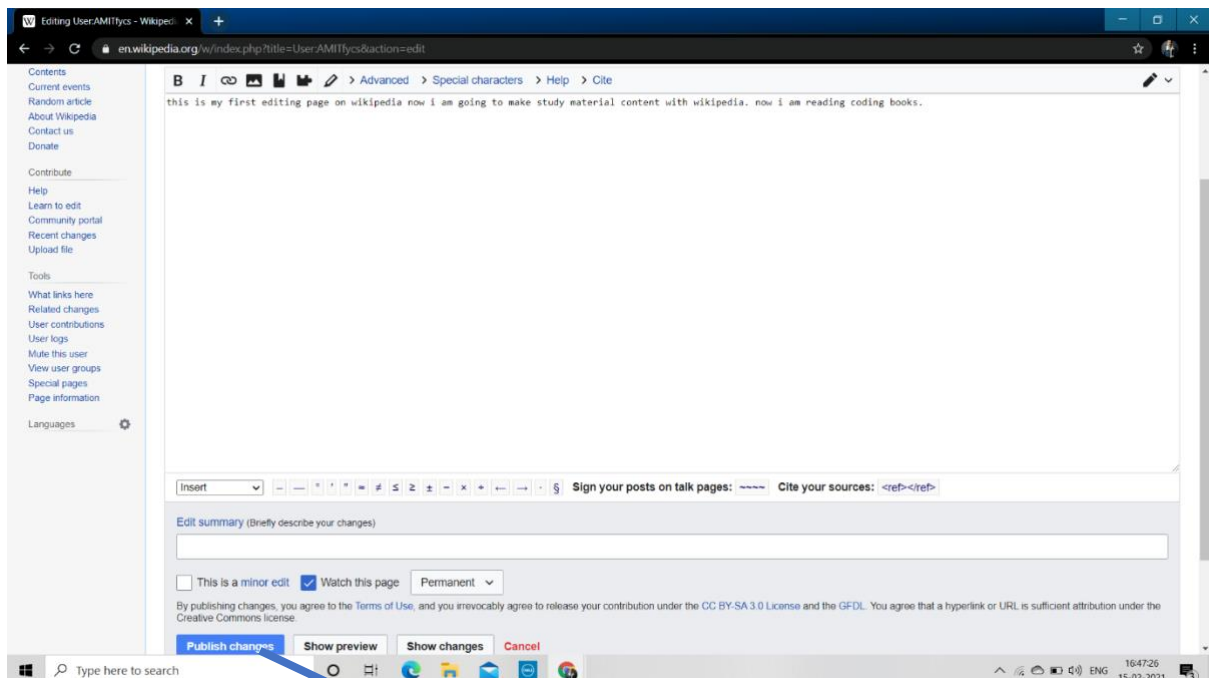 Editing User:AMITfycs - Wikiped
en.wikipedia.org/w/index.php?title=User:AMITfycs&action=edit
Contents
Current events
Random article
About Wikipedia
Contact us
Donate
Contribute
Help
Learn to edit
Community portal
Recent changes
Upload file
Tools
What links here
Related changes
User contributions
User logs
Mute this user
View user groups
Special pages
Page information
Languages
B I > Advanced > Special characters > Help > Cite
this is my first editing page on wikipedia now i am going to make study material content with wikipedia. now i am reading coding books.
Insert – — ° ′ ″ ≈ ≠ ≤ ≥ ± − × ÷ ← → · § Sign your posts on talk pages: ~~~~ Cite your sources: <ref></ref>
Edit summary (Briefly describe your changes)
This is a minor edit Watch this page Permanent
By publishing changes, you agree to the Terms of Use, and you irrevocably agree to release your contribution under the CC BY-SA 3.0 License and the GFDL. You agree that a hyperlink or URL is sufficient attribution under the
Creative Commons license.
Publish changes Show preview Show changes Cancel
Type here to search
DELL
ENG
16:47:26
15-02-2021